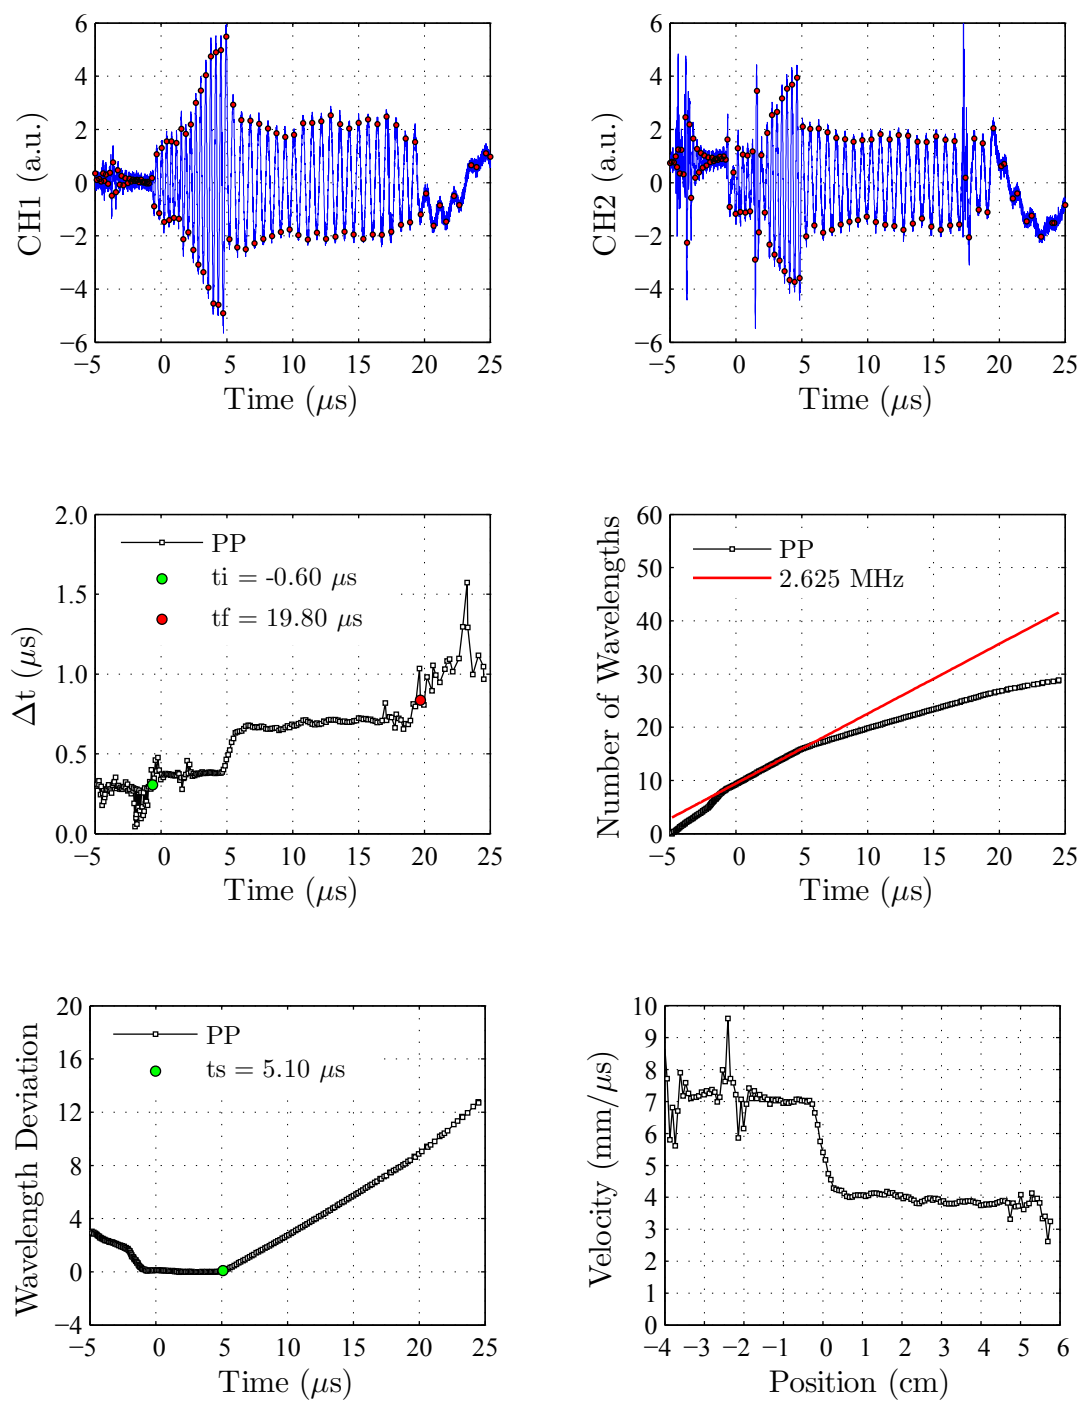 6
4
2
0
−2
−4
−6
−5 0 5 10 15 20 25
CH1 (a.u.)
Time (μs)
6
4
2
0
−2
−4
−6
−5 0 5 10 15 20 25
CH2 (a.u.)
Time (μs)
2.0
1.5
1.0
0.5
0.0
−5 0 5 10 15 20 25
Δt (μs)
Time (μs)
PP
ti = -0.60 μs
tf = 19.80 μs
60
50
40
30
20
10
0
−5 0 5 10 15 20 25
Number of Wavelengths
Time (μs)
PP
2.625 MHz
20
16
12
8
4
0
−4
−5 0 5 10 15 20 25
Wavelength Deviation
Time (μs)
PP
ts = 5.10 μs
10
9
8
7
6
5
4
3
2
1
0
−4 −3 −2 −1 0 1 2 3 4 5 6
Velocity (mm/μs)
Position (cm)